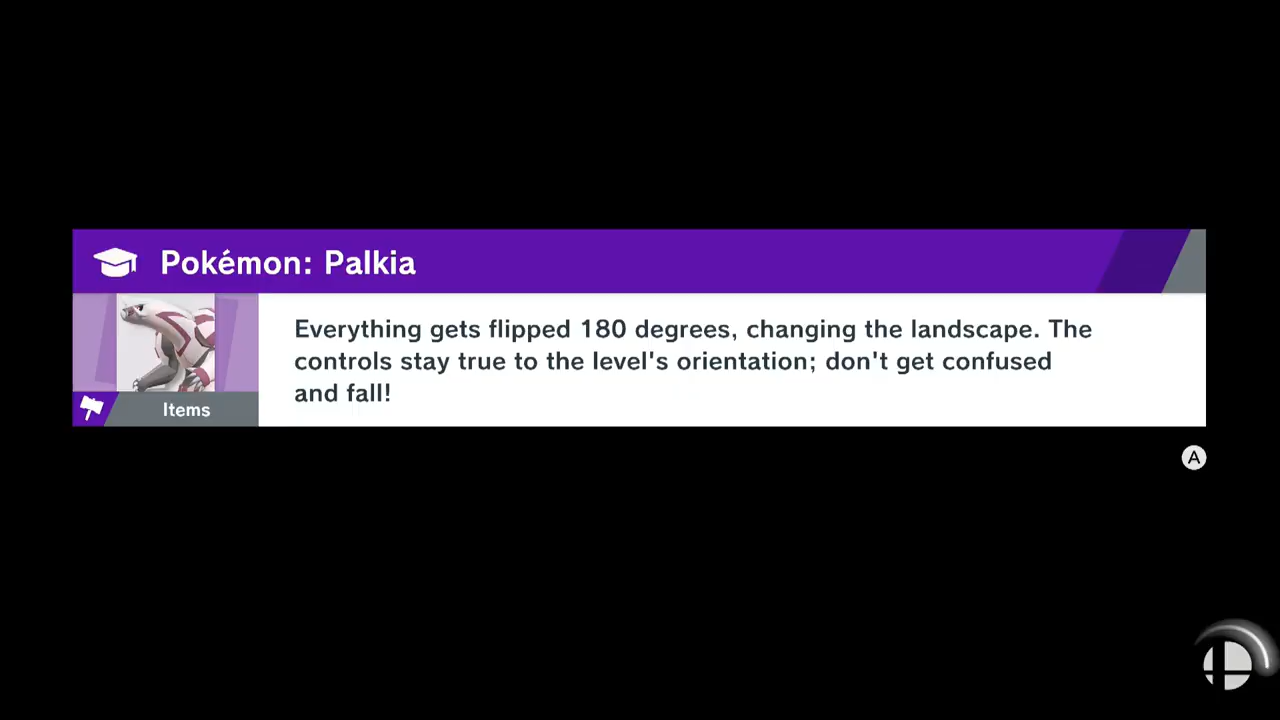 Pokémon: Palkia
Everything gets flipped 180 degrees, changing the landscape. The
controls stay true to the level's orientation; don't get confused
and fall!
Items
A